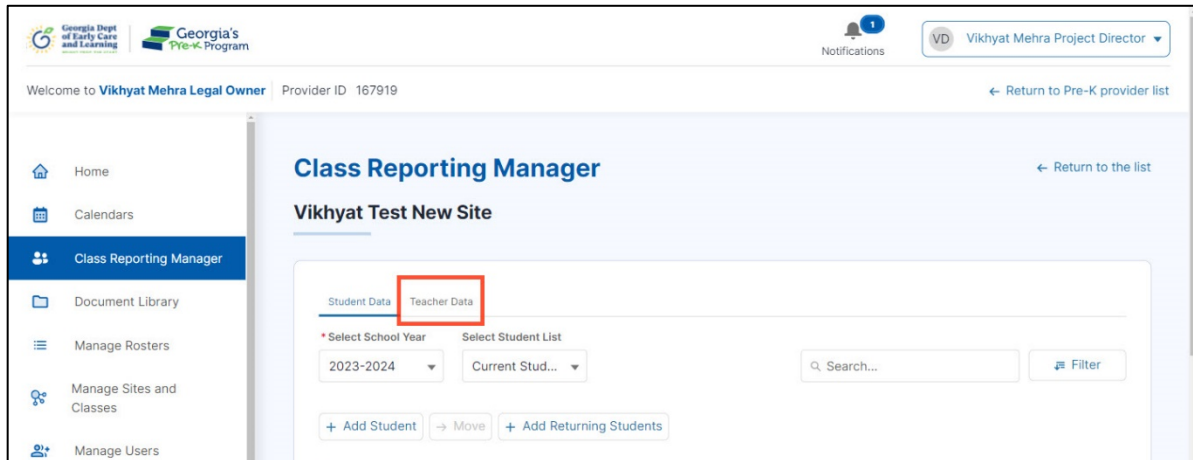 Georgia Dept
of Early Care
and Learning
Georgia's
Pre-K Program
1
Notifications
VD Vikhyat Mehra Project Director
Welcome to Vikhyat Mehra Legal Owner Provider ID 167919
← Return to Pre-K provider list
Home
Calendars
Class Reporting Manager
Document Library
Manage Rosters
Manage Sites and
Classes
Manage Users
Class Reporting Manager
← Return to the list
Vikhyat Test New Site
Student Data Teacher Data
* Select School Year Select Student List
2023-2024 Current Stud... Search... Filter
+ Add Student → Move + Add Returning Students